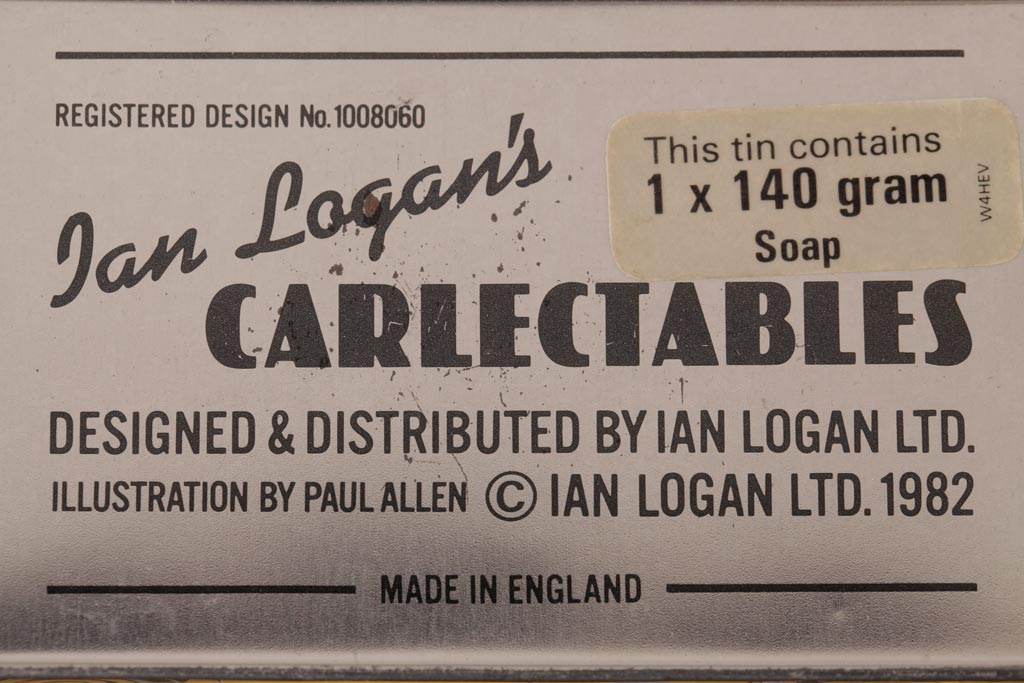 REGISTERED DESIGN No. 1008060
Ian Logan's
CARLECTABLES
This tin contains
1 x 140 gram
Soap
W4HEV
DESIGNED & DISTRIBUTED BY IAN LOGAN LTD.
ILLUSTRATION BY PAUL ALLEN © IAN LOGAN LTD. 1982
MADE IN ENGLAND